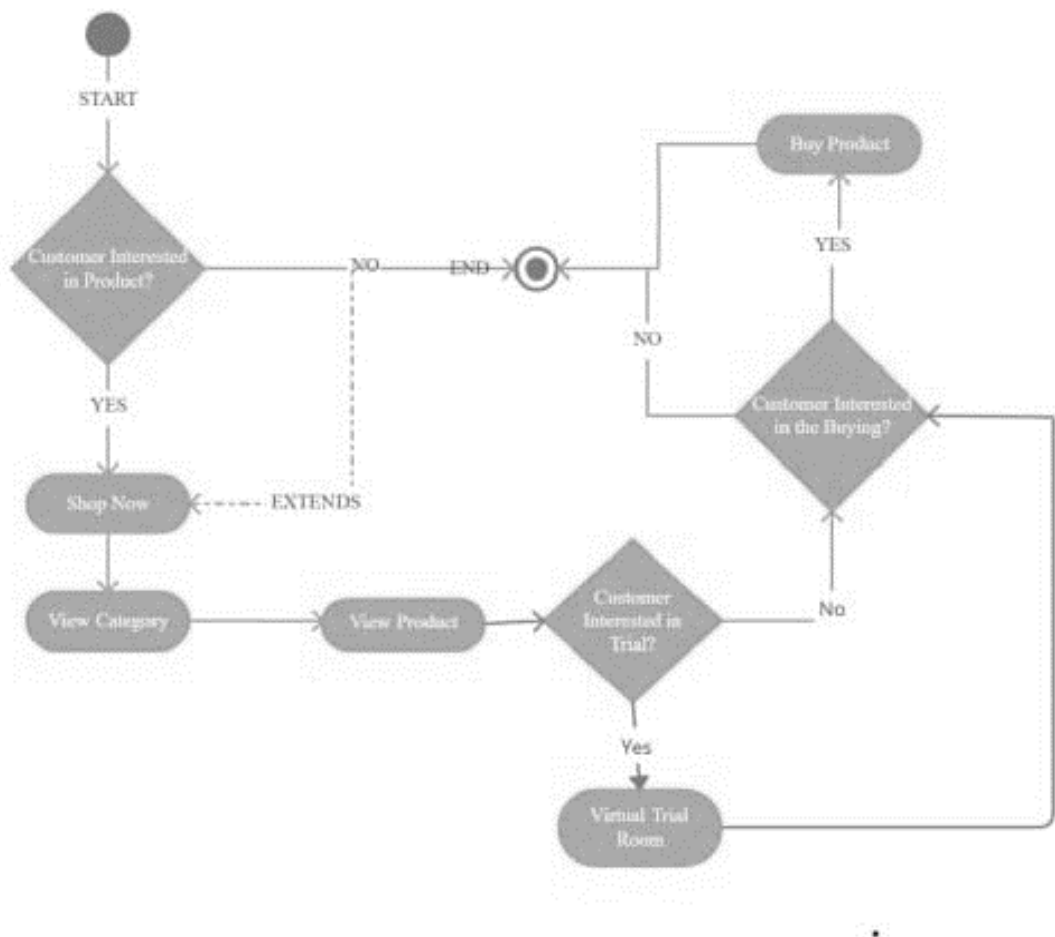 START
Buy Product
YES
Customer Interested
in Product?
NO
END
NO
YES
Customer Interested
in the Buying?
Shop Now
EXTENDS
View Category
View Product
Customer
Interested in
Trial?
No
Yes
Virtual Trial
Room